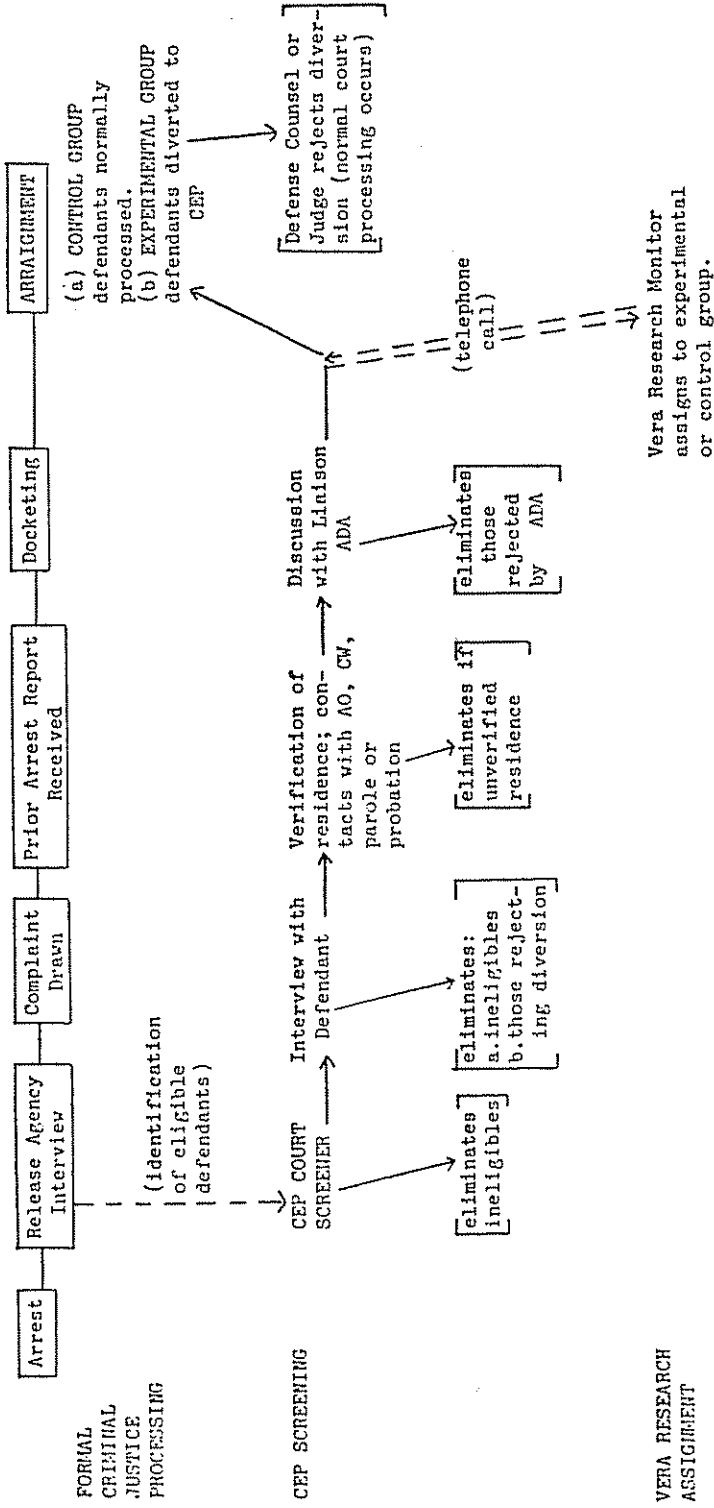 FORMAL
CRIMINAL
JUSTICE
PROCESSING
Arrest
Release Agency
Interview
Complaint
Drawn
Prior Arrest Report
Received
Docketing
ARRAIGNMENT
(a) CONTROL GROUP
defendants normally
processed.
(b) EXPERIMENTAL GROUP
defendants diverted to
CEP
(identification
of eligible
defendants)
CEP SCREENING
CEP COURT
SCREENER
Interview with
Defendant
Verification of
residence; con-
tacts with AO, CW,
parole or
probation
Discussion
with Liaison
ADA
Defense Counsel or
Judge rejects diver-
sion (normal court
processing occurs)
eliminates
ineligibles
eliminates:
a.ineligibles
b.those reject-
ing diversion
eliminates if
unverified
residence
eliminates
those
rejected
by ADA
(telephone
call)
VERA RESEARCH
ASSIGNMENT
Vera Research Monitor
assigns to experimental
or control group.